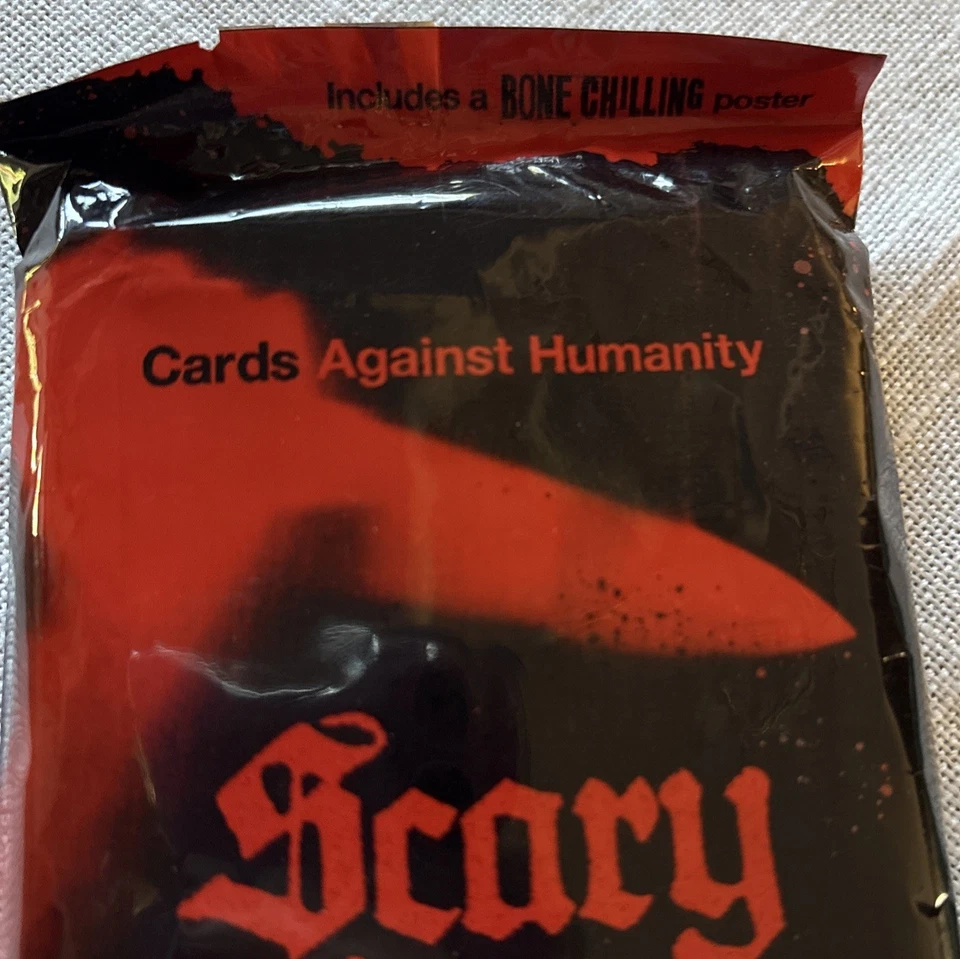 Includes a BONE CHILLING poster
Cards Against Humanity
Scary